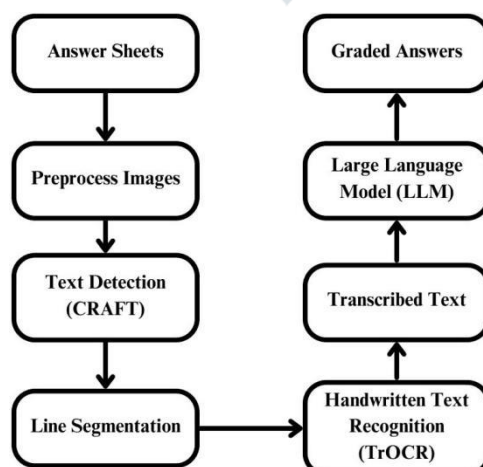 Answer Sheets
Preprocess Images
Text Detection
(CRAFT)
Line Segmentation
Handwritten Text
Recognition
(TrOCR)
Transcribed Text
Large Language
Model (LLM)
Graded Answers